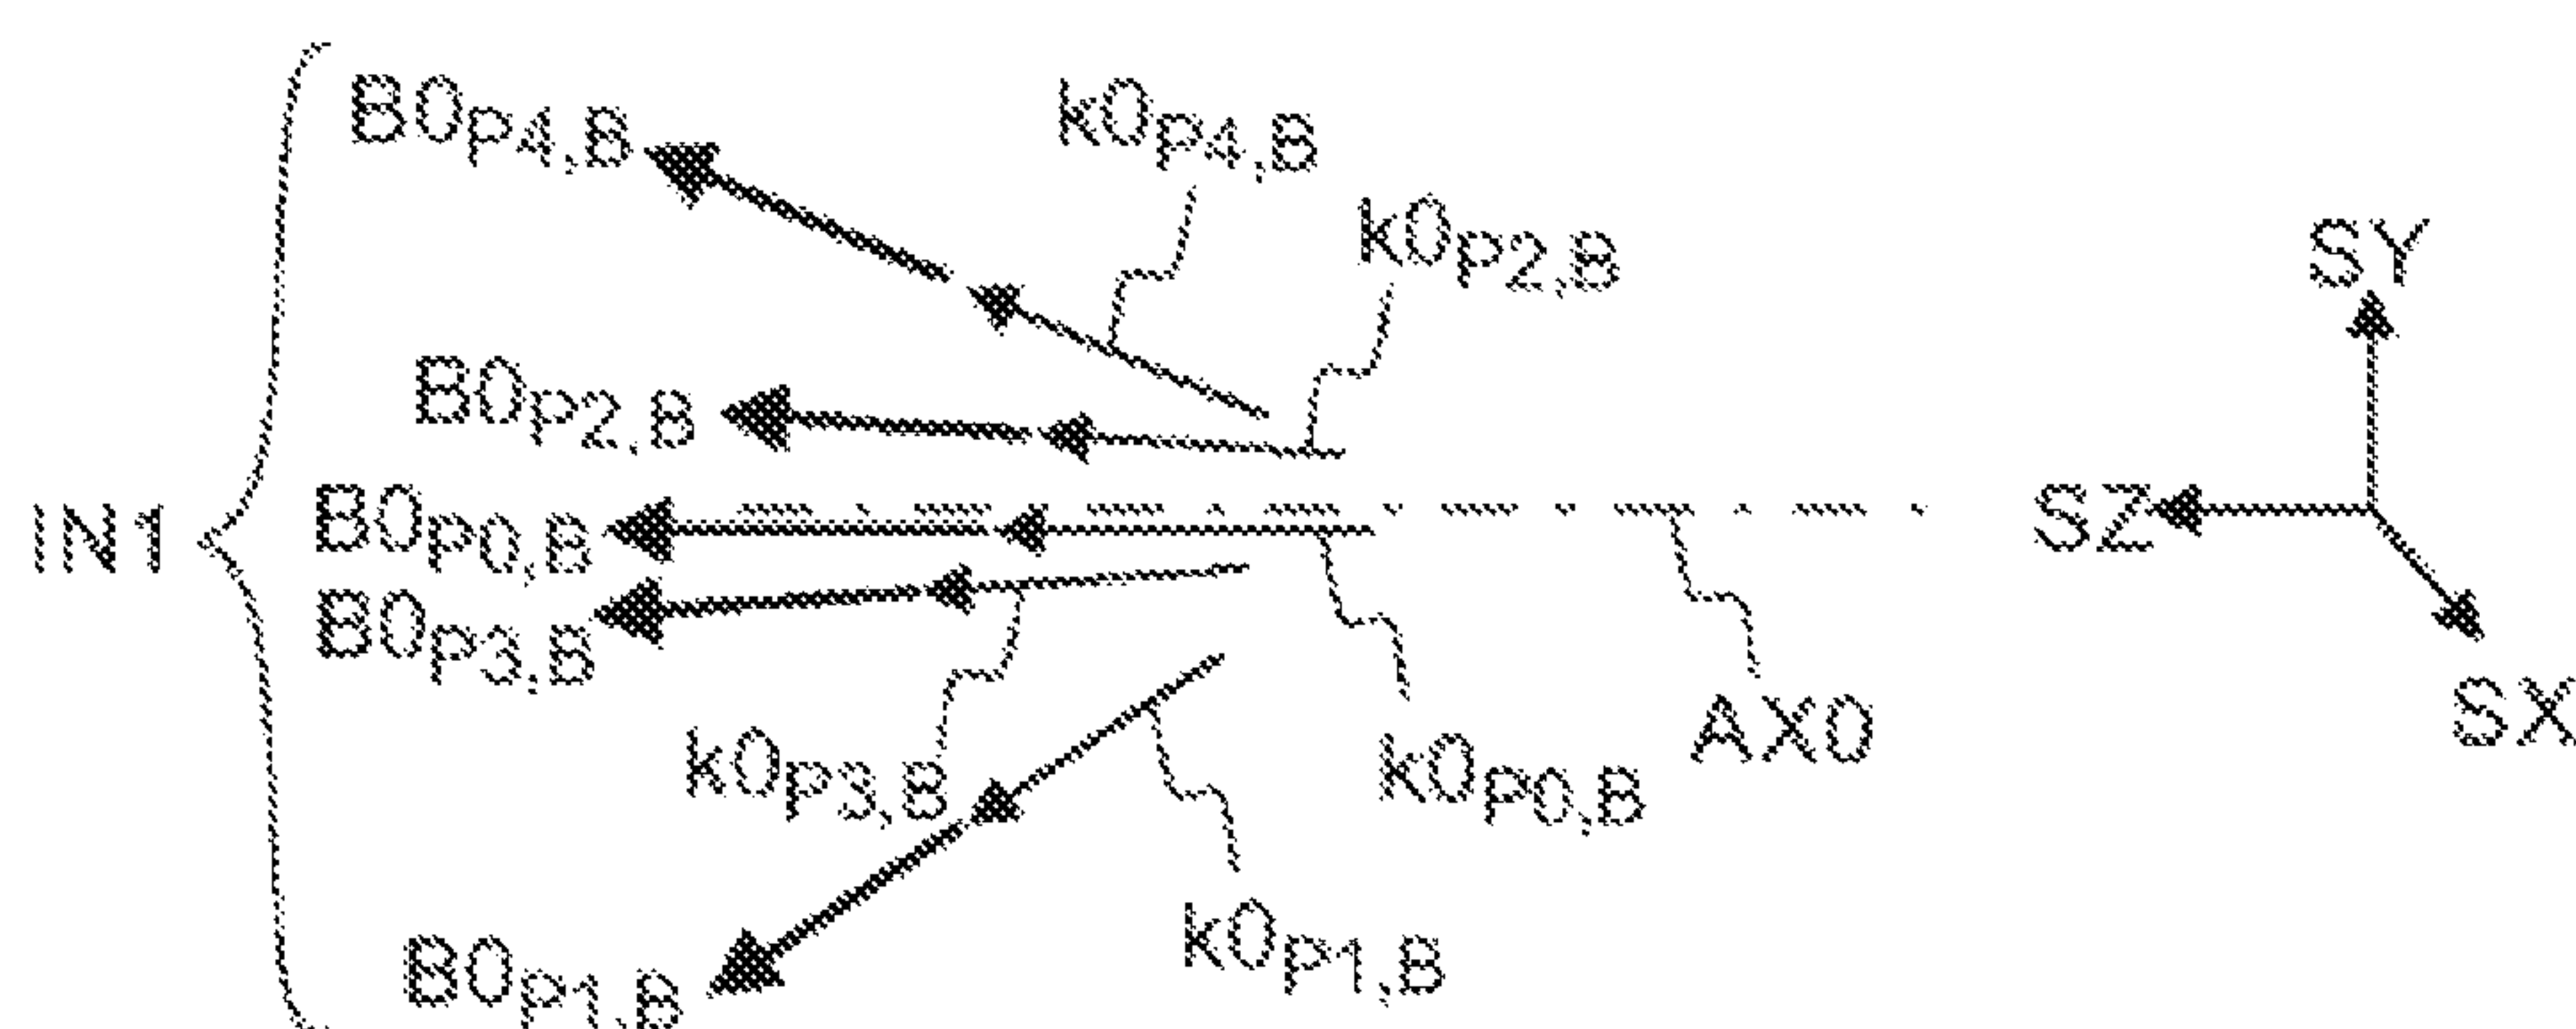 B0P4,B
k0P4,B
k0P2,B
SY
B0P2,B
IN1
B0P0,B
SZ
B0P3,B
SX
AX0
k0P3,B
k0P0,B
k0P1,B
B0P1,B